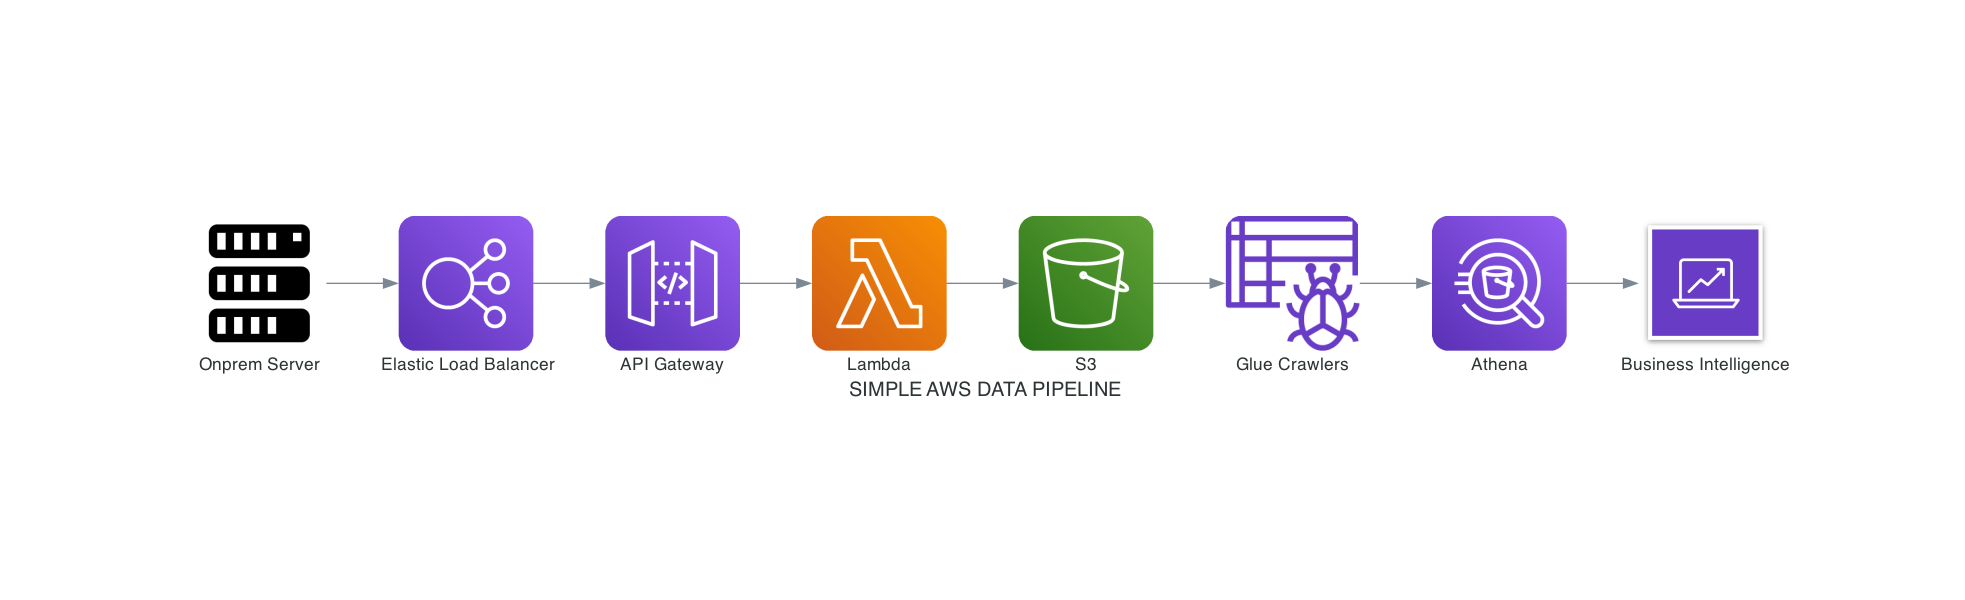 Onprem Server
Elastic Load Balancer
API Gateway
Lambda
S3
Glue Crawlers
Athena
Business Intelligence
SIMPLE AWS DATA PIPELINE